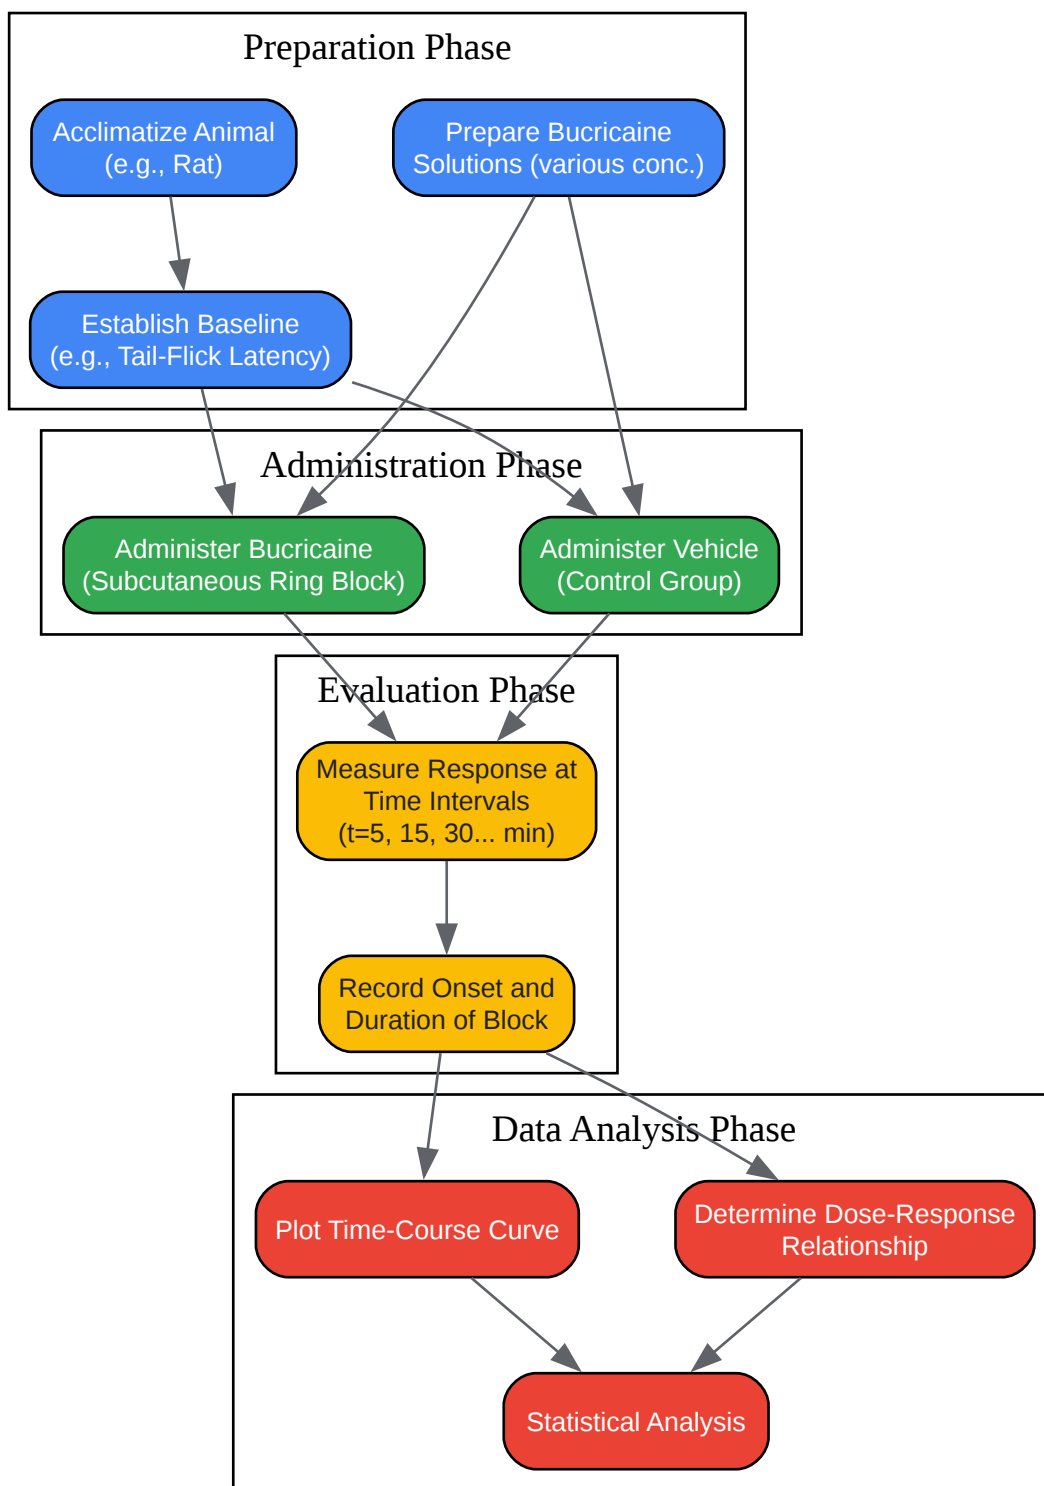 Preparation Phase
Acclimatize Animal
(e.g., Rat)
Prepare Bucricaine
Solutions (various conc.)
Establish Baseline
(e.g., Tail-Flick Latency)
Administration Phase
Administer Bucricaine
(Subcutaneous Ring Block)
Administer Vehicle
(Control Group)
Evaluation Phase
Measure Response at
Time Intervals
(t=5, 15, 30... min)
Record Onset and
Duration of Block
Data Analysis Phase
Plot Time-Course Curve
Determine Dose-Response
Relationship
Statistical Analysis